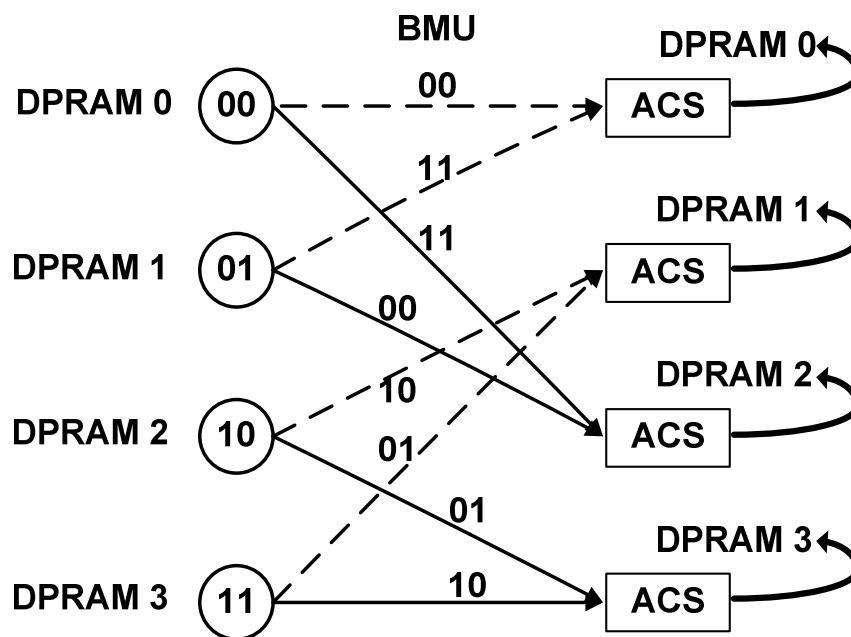 BMU
DPRAM 0
DPRAM 0 00 00 ACS
11
DPRAM 1
11
DPRAM 1 01 ACS
00
DPRAM 2
10
DPRAM 2 10 ACS
01
01
DPRAM 3
DPRAM 3 11 10 ACS